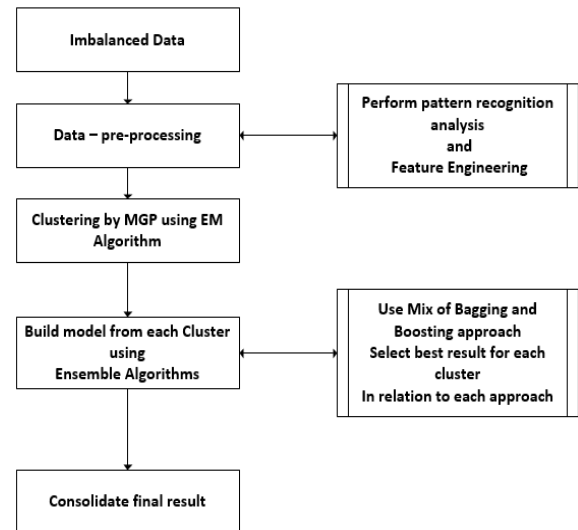 Imbalanced Data
Data – pre-processing
Perform pattern recognition
analysis
and
Feature Engineering
Clustering by MGP using EM
Algorithm
Build model from each Cluster
using
Ensemble Algorithms
Use Mix of Bagging and
Boosting approach
Select best result for each
cluster
In relation to each approach
Consolidate final result